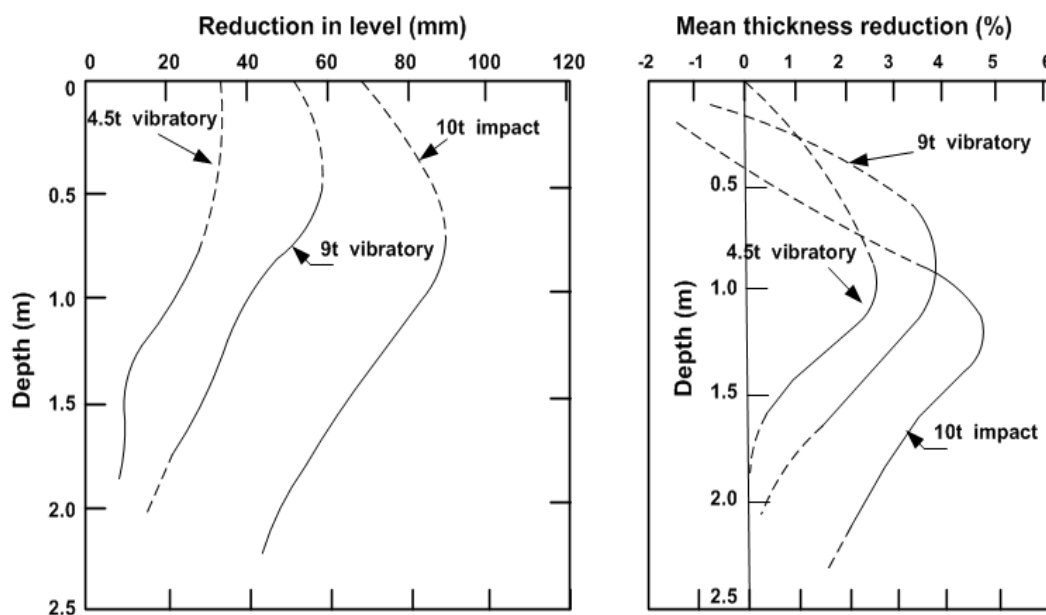 Reduction in level (mm)
0 20 40 60 80 100 120
0
4.5t vibratory
10t impact
0.5
9t vibratory
1.0
1.5
2.0
2.5
Depth (m)
Mean thickness reduction (%)
-2 -1 0 1 2 3 4 5 6
9t vibratory
0.5
4.5t vibratory
1.0
1.5
10t impact
2.0
2.5
Depth (m)